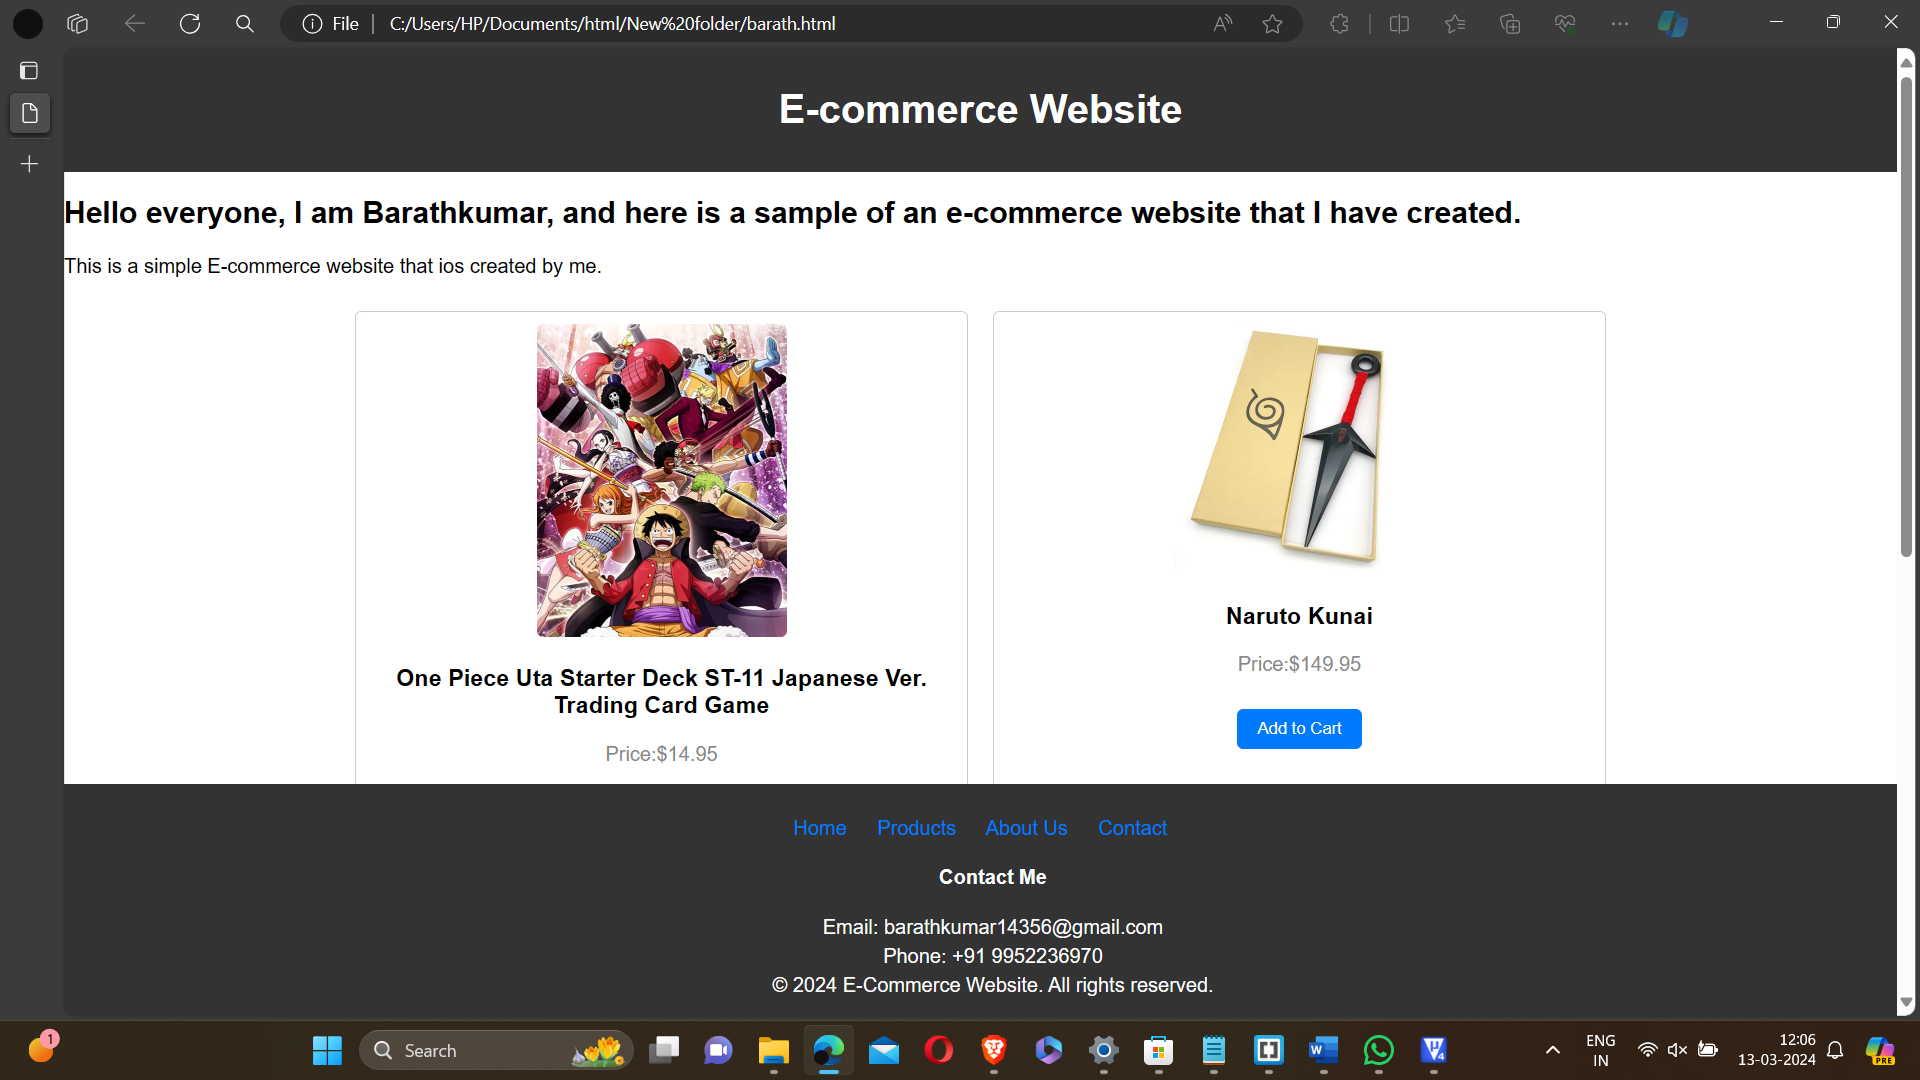 File
C:/Users/HP/Documents/html/New%20folder/barath.html
E-commerce Website
Hello everyone, I am Barathkumar, and here is a sample of an e-commerce website that I have created.
This is a simple E-commerce website that ios created by me.
One Piece Uta Starter Deck ST-11 Japanese Ver.
Trading Card Game
Price:$14.95
Naruto Kunai
Price:$149.95
Add to Cart
Home Products About Us Contact
Contact Me
Email: barathkumar14356@gmail.com
Phone: +91 9952236970
© 2024 E-Commerce Website. All rights reserved.
1
Search
ENG
IN
12:06
13-03-2024
PRE